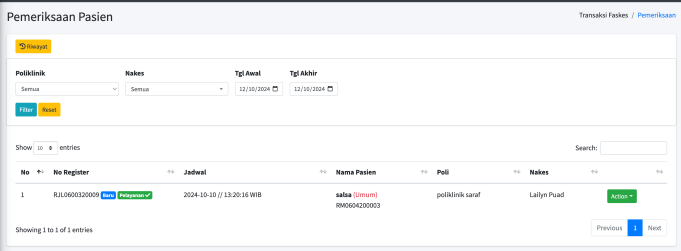 Pemeriksaan Pasien
Transaksi Faskes / Pemeriksaan
Riwayat
Poliklinik Nakes Tgl Awal Tgl Akhir
Semua Semua 12/10/2024 12/10/2024
Filter Reset
Show 10 entries Search:
No No Register Jadwal Nama Pasien Poli Nakes
1 RJL0600320009 Baru Pelayanan 2024-10-10 // 13:20:16 WIB salsa (Umum) poliklinik saraf Lailyn Puad Action
RM0604200003
Showing 1 to 1 of 1 entries Previous 1 Next